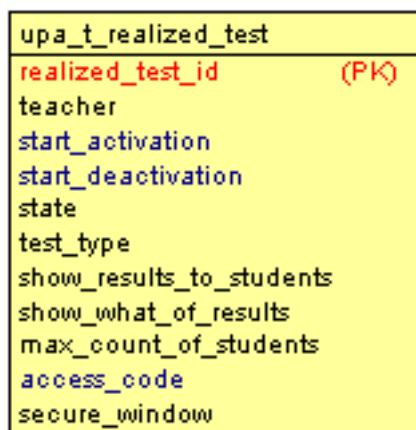 upa_t_realized_test
realized_test_id (PK)
teacher
start_activation
start_deactivation
state
test_type
show_results_to_students
show_what_of_results
max_count_of_students
access_code
secure_window